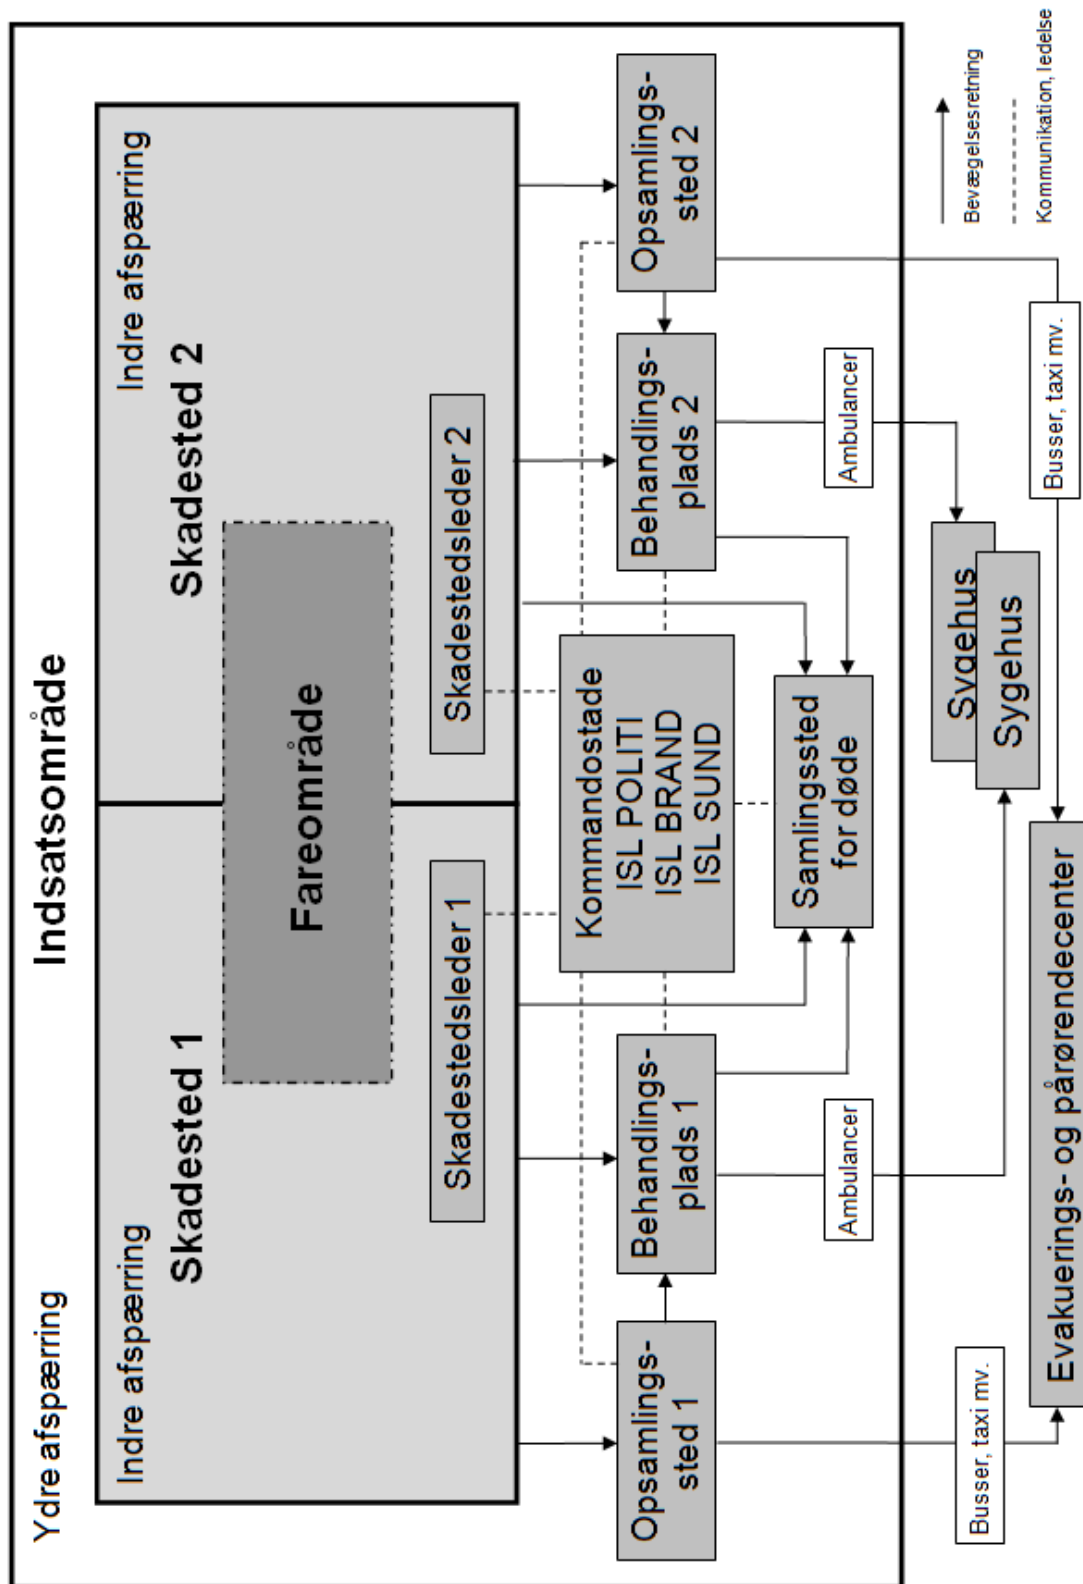 Indsatsområde
Ydre afspærring
Indre afspærring
Skadested 1
Skadested 2
Indre afspærring
Fareområde
Skadestedsleder 1
Skadestedsleder 2
Kommandostade
ISL POLITI
ISL BRAND
ISL SUND
Opsamlings-
sted 1
Behandlings-
plads 1
Behandlings-
plads 2
Opsamlings-
sted 2
Samlingssted
for døde
Ambulancer
Ambulancer
Sygehus
Sygehus
Busser, taxi mv.
Busser, taxi mv.
Evakuerings- og pårørendecenter
Bevægelsesretning
Kommunikation, ledelse